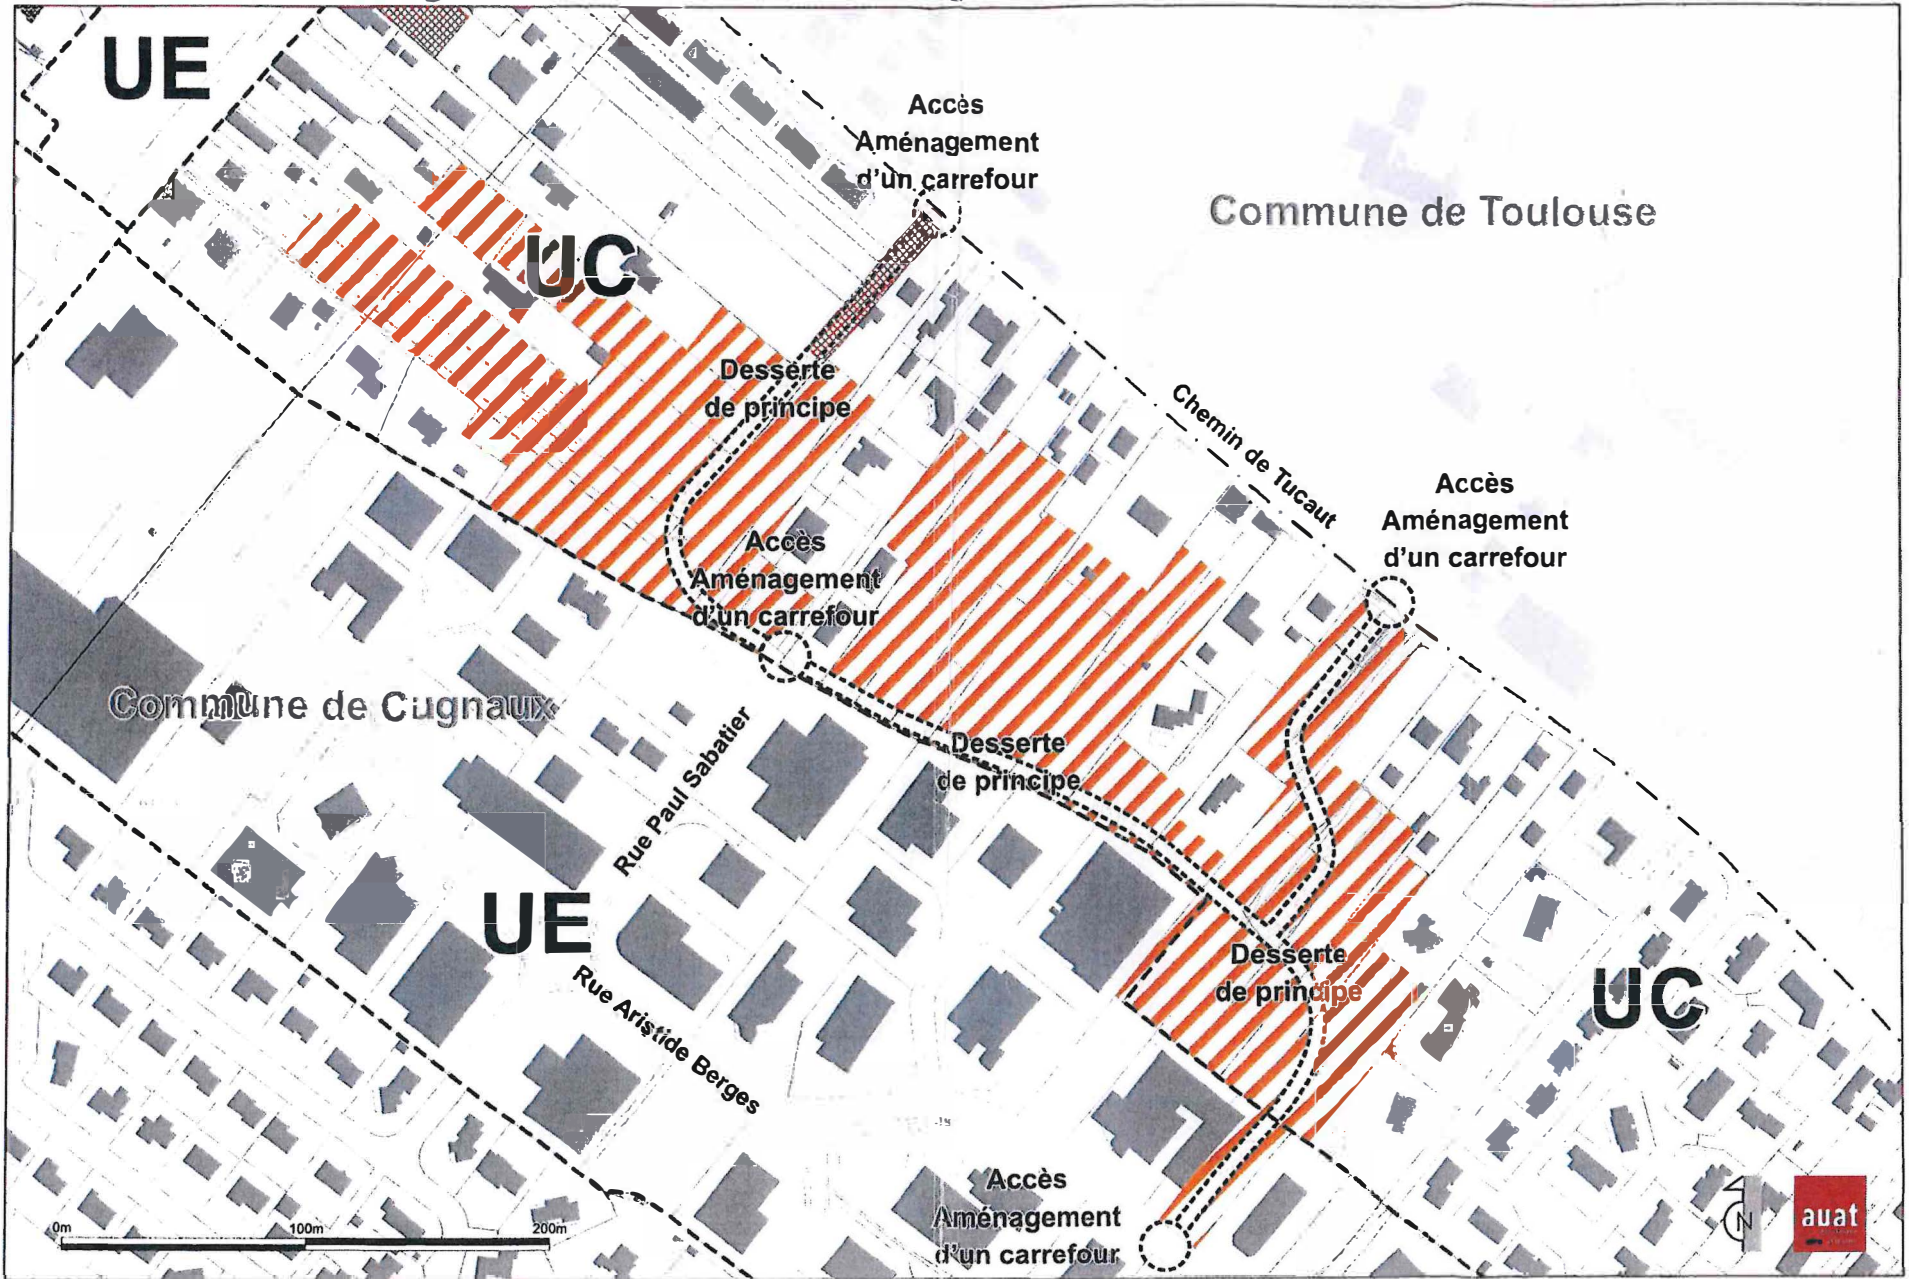 UE
Accès
Aménagement
d'un carrefour
Commune de Toulouse
UC
Desserte
de principe
Chemin de Tucaut
Accès
Aménagement
d'un carrefour
Accès
Aménagement
d'un carrefour
Commune de Cugnaux
Rue Paul Sabatier
Desserte
de principe
UE
Rue Aristide Berges
Desserte
de principe
UC
Accès
Aménagement
d'un carrefour
0m
100m
200m
N
auat